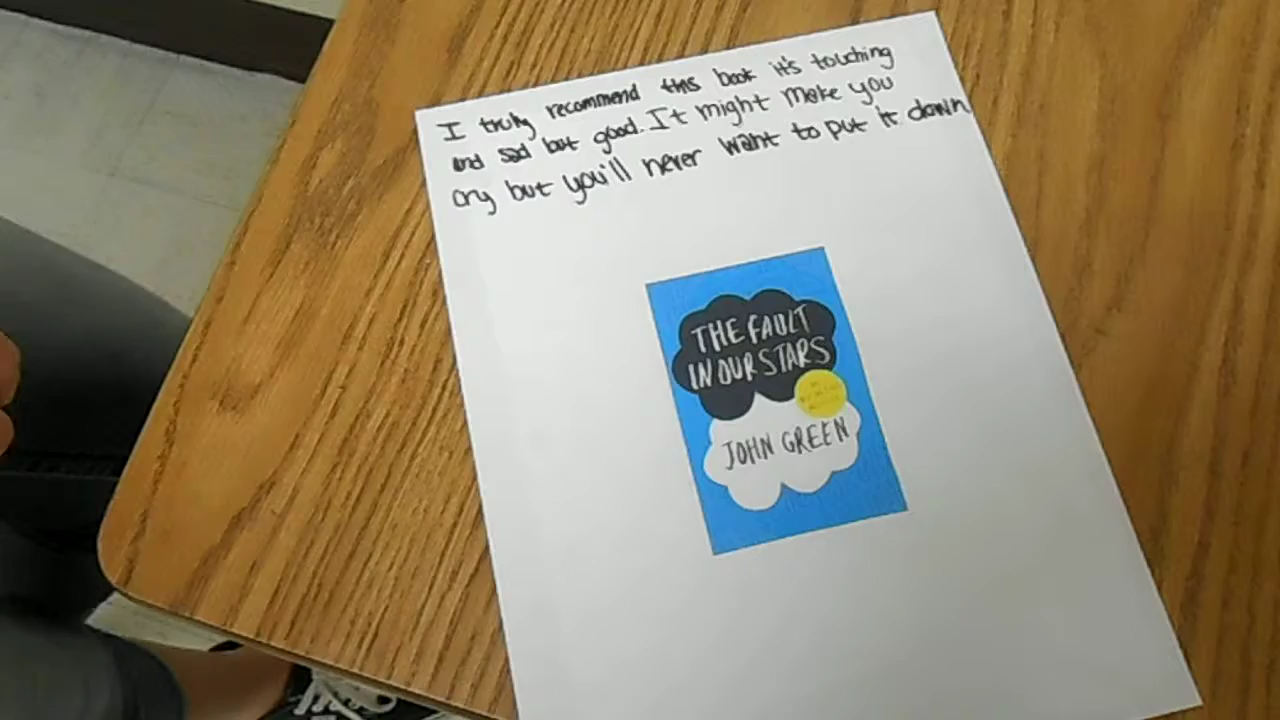 I truly recommend this book it's touching
and sad but good. It might make you
cry but you'll never want to put it down
THE FAULT
IN OUR STARS
JOHN GREEN